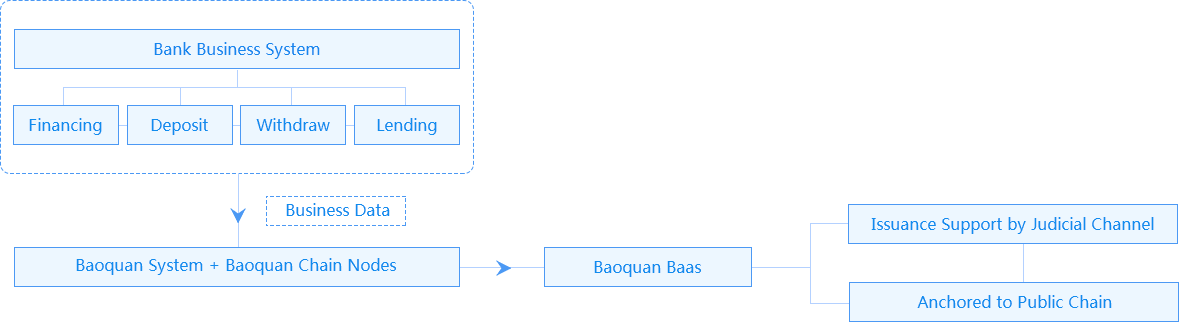 Bank Business System
Financing
Deposit
Withdraw
Lending
Business Data
Baoquan System + Baoquan Chain Nodes
Baoquan Baas
Issuance Support by Judicial Channel
Anchored to Public Chain